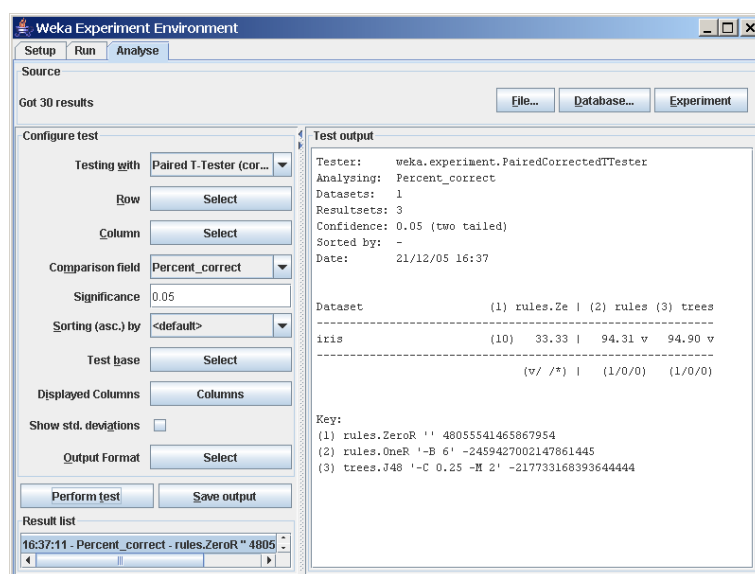 Weka Experiment Environment
Setup Run Analyse
Source
Got 30 results
File... Database... Experiment
Configure test
Testing with Paired T-Tester (cor...
Row Select
Column Select
Comparison field Percent_correct
Significance 0.05
Sorting (asc.) by <default>
Test base Select
Displayed Columns Columns
Show std. deviations
Output Format Select
Perform test Save output
Result list
16:37:11 - Percent_correct - rules.ZeroR '' 4805
Test output
Tester: weka.experiment.PairedCorrectedTTester
Analysing: Percent_correct
Datasets: 1
Resultsets: 3
Confidence: 0.05 (two tailed)
Sorted by: -
Date: 21/12/05 16:37
Dataset (1) rules.Ze | (2) rules (3) trees
----------------------------------------------------------------
iris (10) 33.33 | 94.31 v 94.90 v
----------------------------------------------------------------
(v/ /*) | (1/0/0) (1/0/0)
Key:
(1) rules.ZeroR '' 48055541465867954
(2) rules.OneR '-B 6' -2459427002147861445
(3) trees.J48 '-C 0.25 -M 2' -217733168393644444